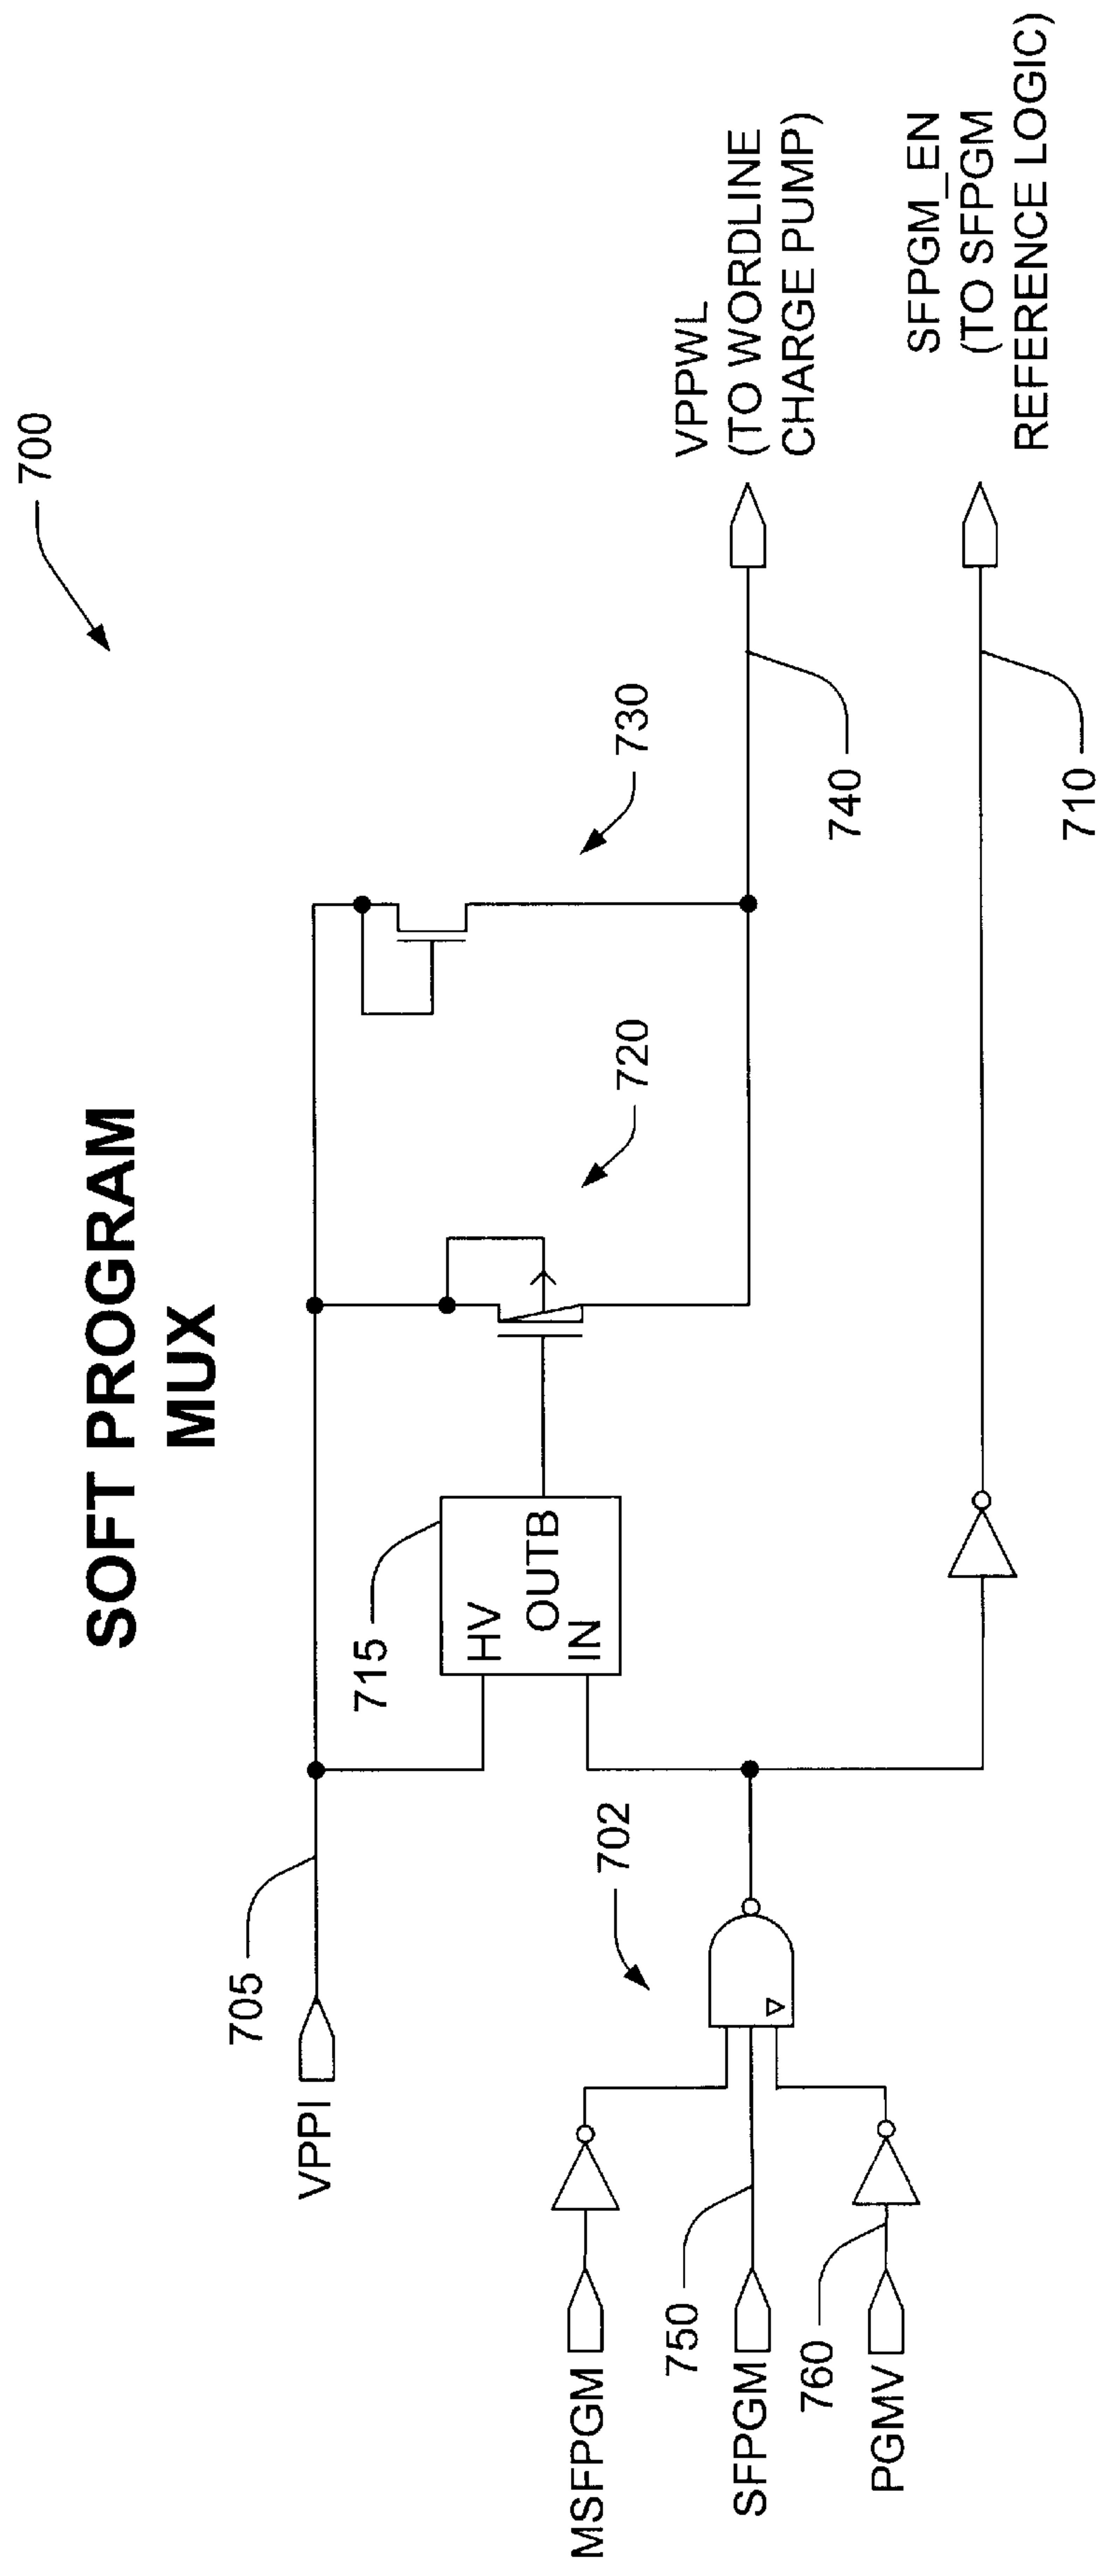 SOFT PROGRAM
MUX
700
705
VPPI
715
HV
OUTB
IN
720
730
702
VPPWL
(TO WORDLINE
CHARGE PUMP)
740
MSFPGM
750
SFPGM
760
PGMV
SFPGM_EN
(TO SFPGM
REFERENCE LOGIC)
710